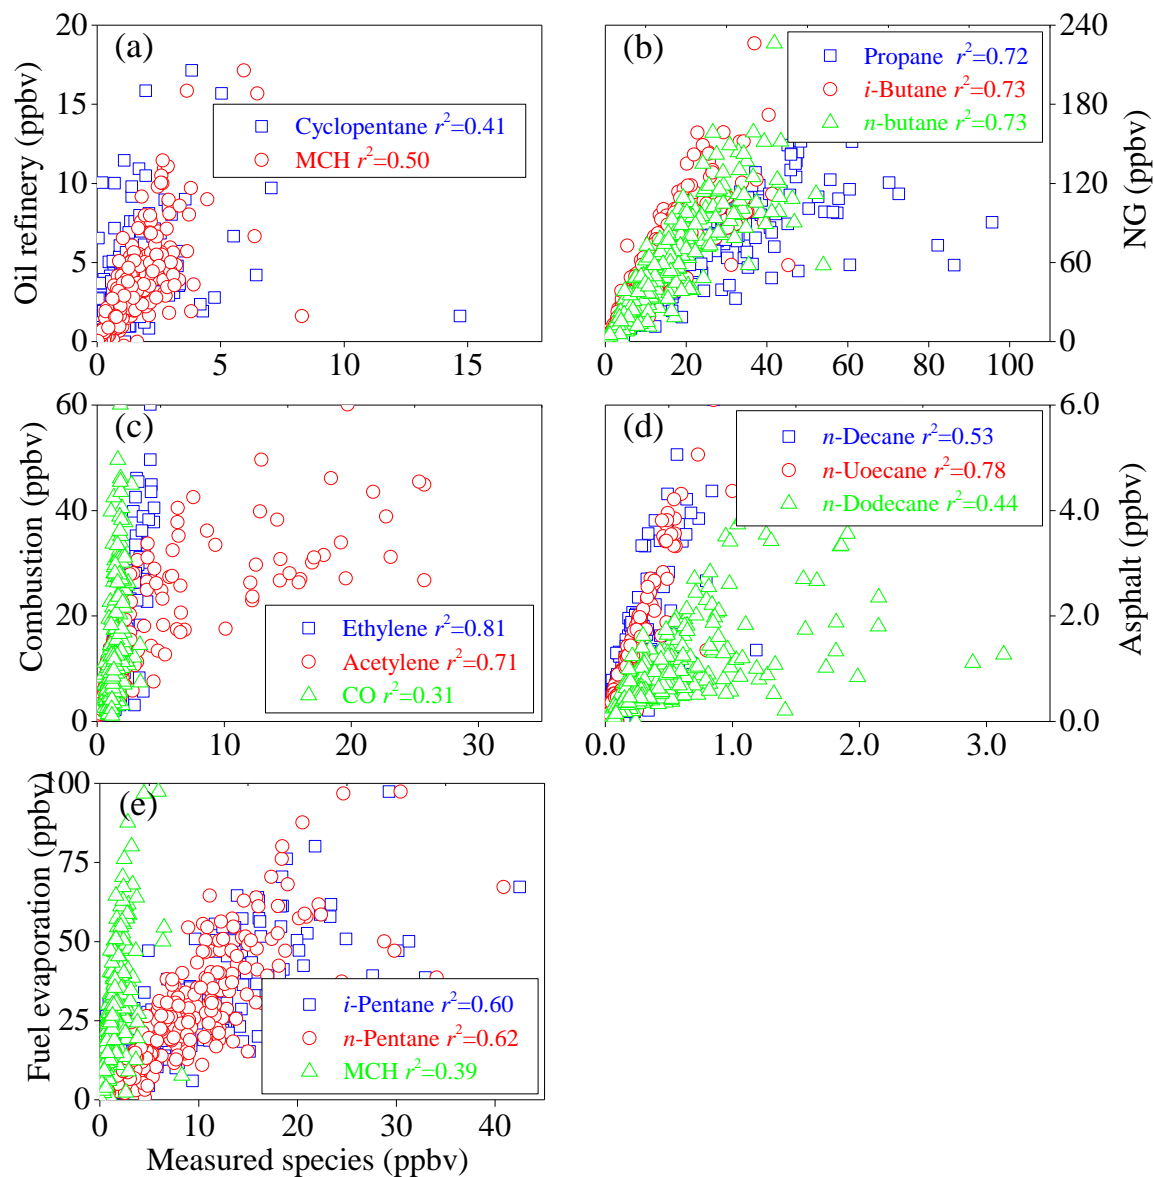 (a)
Oil refinery (ppbv)
20
15
10
5
0
Cyclopentane r²=0.41
MCH r²=0.50
0 5 10 15
(b)
Propane r²=0.72
i-Butane r²=0.73
n-butane r²=0.73
240
180
120
60
0
NG (ppbv)
0 20 40 60 80 100
(c)
Combustion (ppbv)
60
40
20
0
Ethylene r²=0.81
Acetylene r²=0.71
CO r²=0.31
0 10 20 30
(d)
n-Decane r²=0.53
n-Uoecane r²=0.78
n-Dodecane r²=0.44
6.0
4.0
2.0
0.0
Asphalt (ppbv)
0.0 1.0 2.0 3.0
(e)
Fuel evaporation (ppbv)
100
75
50
25
0
i-Pentane r²=0.60
n-Pentane r²=0.62
MCH r²=0.39
0 10 20 30 40
Measured species (ppbv)